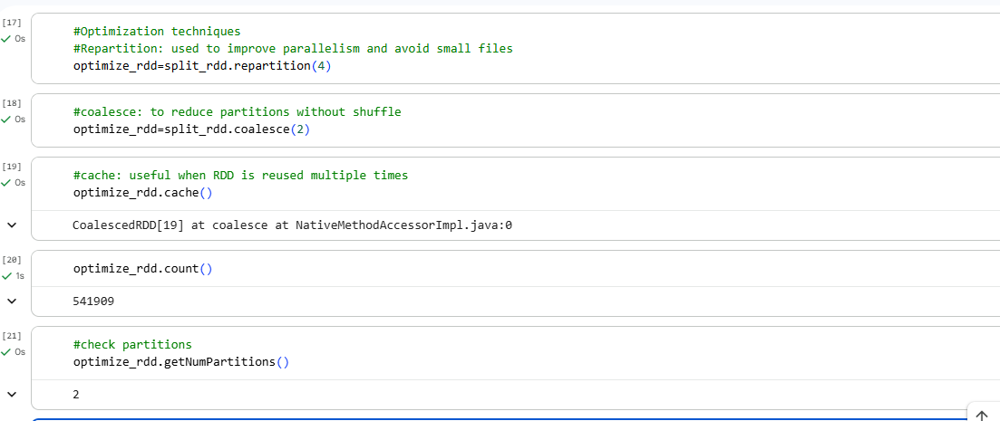 [17]
0s
#Optimization techniques
#Repartition: used to improve parallelism and avoid small files
optimize_rdd=split_rdd.repartition(4)
[18]
0s
#coalesce: to reduce partitions without shuffle
optimize_rdd=split_rdd.coalesce(2)
[19]
0s
#cache: useful when RDD is reused multiple times
optimize_rdd.cache()
CoalescedRDD[19] at coalesce at NativeMethodAccessorImpl.java:0
[20]
1s
optimize_rdd.count()
541909
[21]
0s
#check partitions
optimize_rdd.getNumPartitions()
2